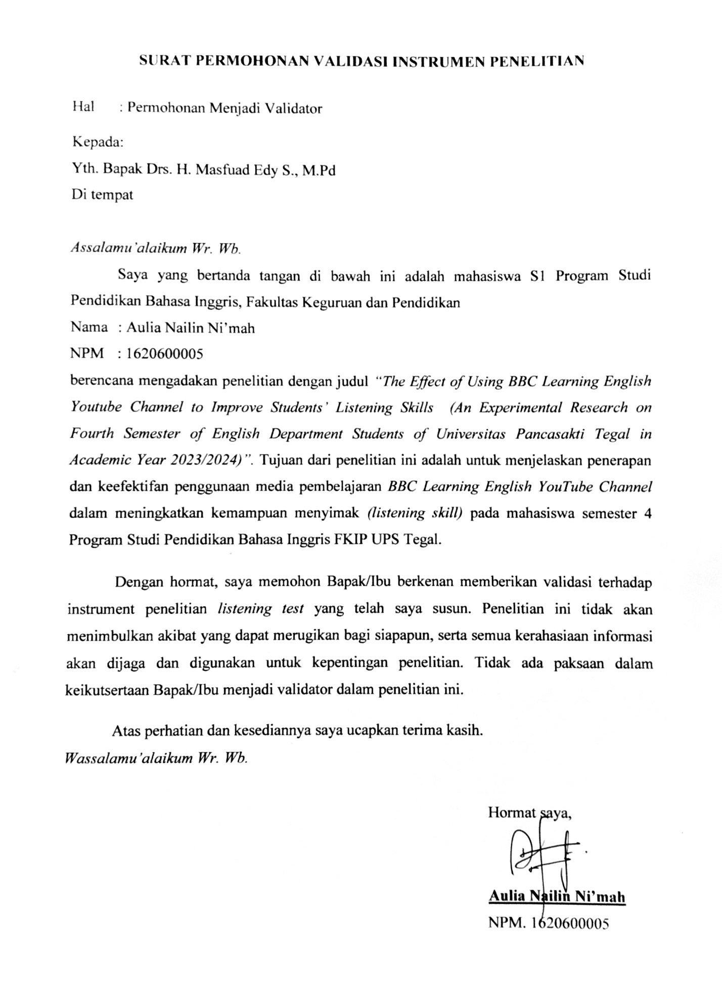 SURAT PERMOHONAN VALIDASI INSTRUMEN PENELITIAN
Hal : Permohonan Menjadi Validator
Kepada:
Yth. Bapak Drs. H. Masfuad Edy S., M.Pd
Di tempat
Assalamu'alaikum Wr. Wb.
Saya yang bertanda tangan di bawah ini adalah mahasiswa S1 Program Studi
Pendidikan Bahasa Inggris, Fakultas Keguruan dan Pendidikan
Nama : Aulia Nailin Ni'mah
NPM : 1620600005
berencana mengadakan penelitian dengan judul "The Effect of Using BBC Learning English
Youtube Channel to Improve Students' Listening Skills (An Experimental Research on
Fourth Semester of English Department Students of Universitas Pancasakti Tegal in
Academic Year 2023/2024)". Tujuan dari penelitian ini adalah untuk menjelaskan penerapan
dan keefektifan penggunaan media pembelajaran BBC Learning English YouTube Channel
dalam meningkatkan kemampuan menyimak (listening skill) pada mahasiswa semester 4
Program Studi Pendidikan Bahasa Inggris FKIP UPS Tegal.
Dengan hormat, saya memohon Bapak/Ibu berkenan memberikan validasi terhadap
instrument penelitian listening test yang telah saya susun. Penelitian ini tidak akan
menimbulkan akibat yang dapat merugikan bagi siapapun, serta semua kerahasiaan informasi
akan dijaga dan digunakan untuk kepentingan penelitian. Tidak ada paksaan dalam
keikutsertaan Bapak/Ibu menjadi validator dalam penelitian ini.
Atas perhatian dan kesediannya saya ucapkan terima kasih.
Wassalamu'alaikum Wr. Wb.
Hormat saya,
Aulia Nailin Ni'mah
NPM. 1620600005